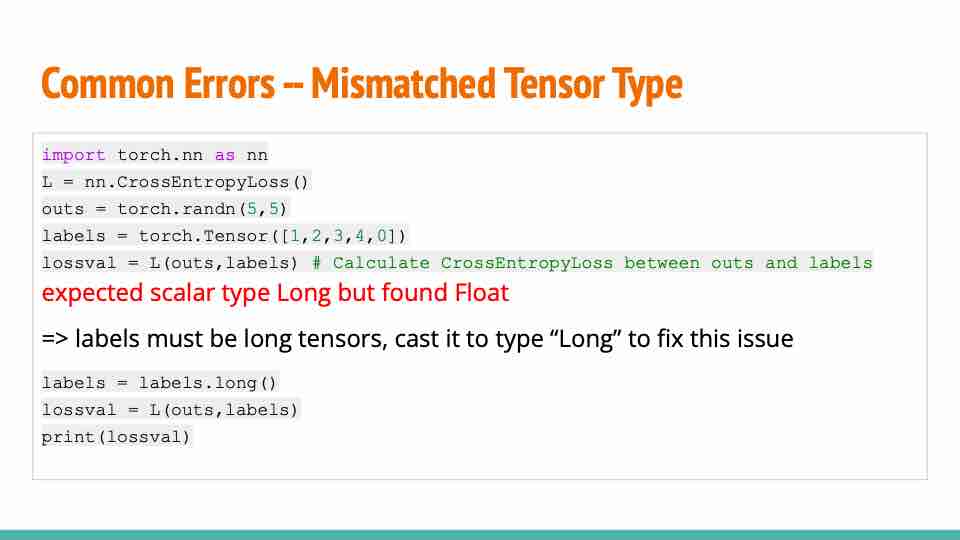 Common Errors -- Mismatched Tensor Type
import torch.nn as nn
L = nn.CrossEntropyLoss()
outs = torch.randn(5,5)
labels = torch.Tensor([1,2,3,4,0])
lossval = L(outs,labels) # Calculate CrossEntropyLoss between outs and labels
expected scalar type Long but found Float
=> labels must be long tensors, cast it to type “Long” to fix this issue
labels = labels.long()
lossval = L(outs,labels)
print(lossval)